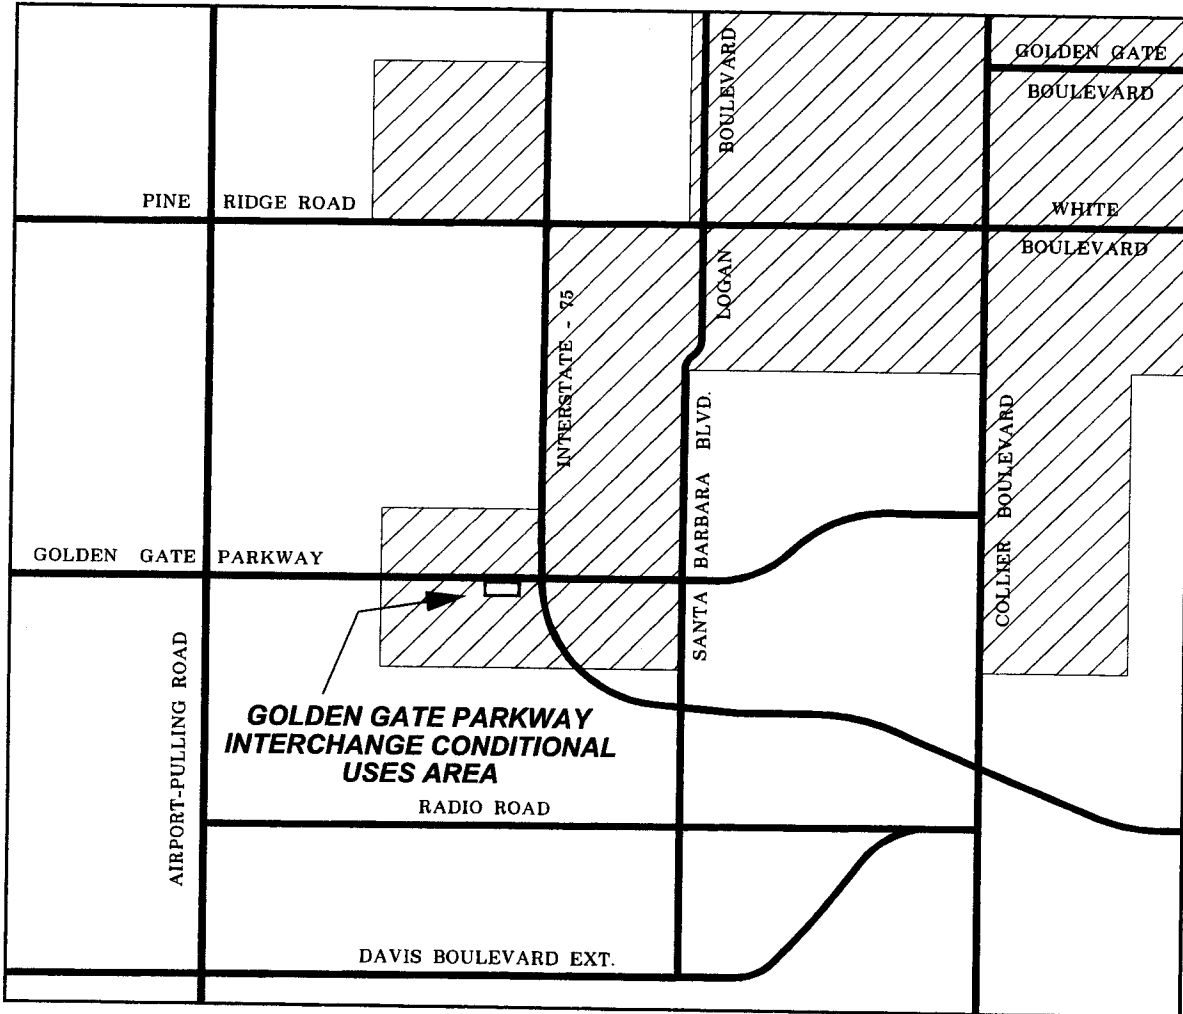 GOLDEN GATE
BOULEVARD
BOULEVARD
PINE RIDGE ROAD
WHITE
BOULEVARD
LOGAN
INTERSTATE - 75
SANTA BARBARA BLVD.
COLLIER BOULEVARD
GOLDEN GATE PARKWAY
AIRPORT-PULLING ROAD
GOLDEN GATE PARKWAY
INTERCHANGE CONDITIONAL
USES AREA
RADIO ROAD
DAVIS BOULEVARD EXT.